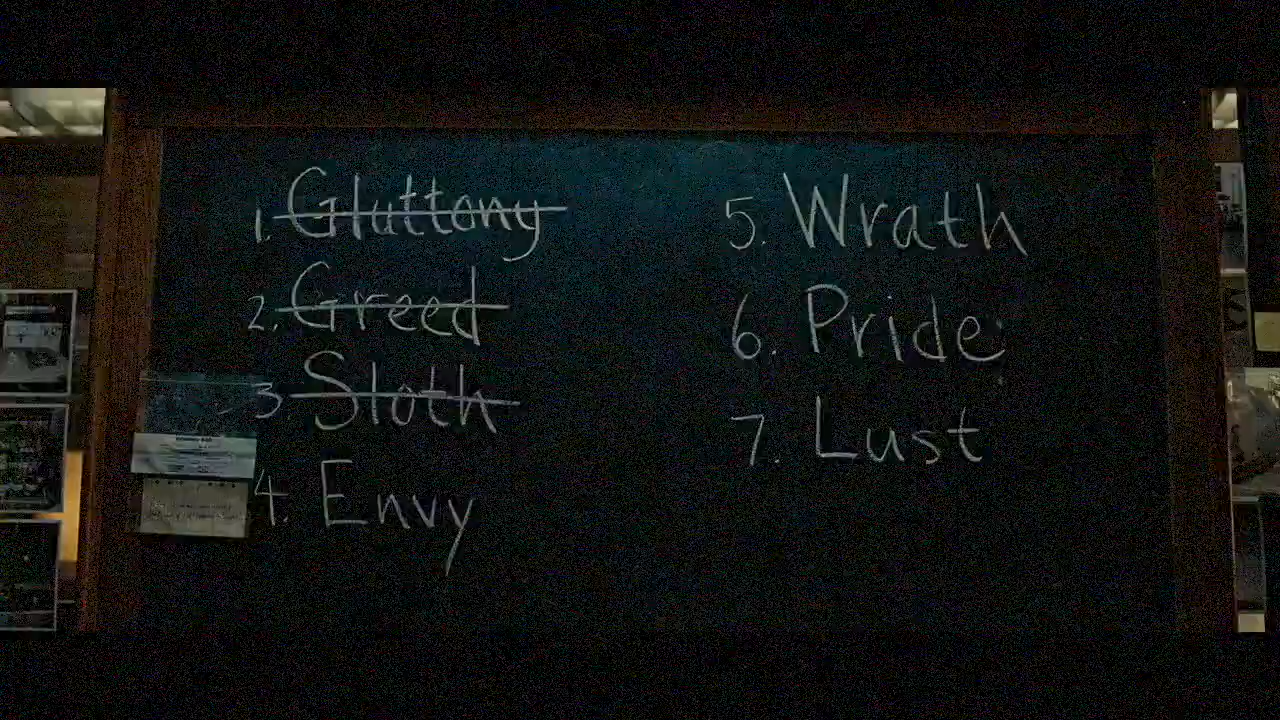 1. Gluttony
2. Greed
3. Sloth
4. Envy
5. Wrath
6. Pride
7. Lust